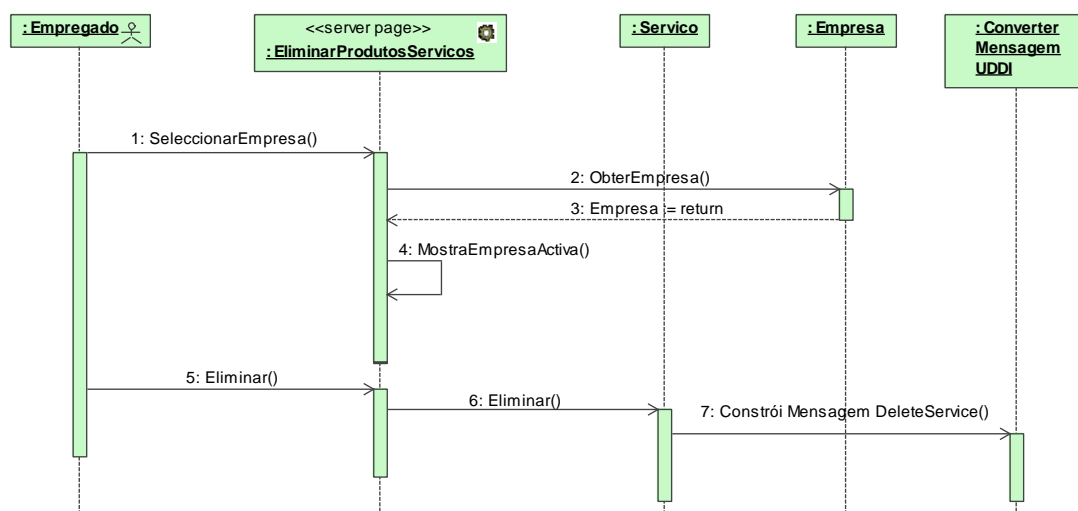 : Empregado
<<server page>>
: EliminarProdutosServicos
: Servico
: Empresa
: Converter
Mensagem
UDDI
1: SeleccionarEmpresa()
2: ObterEmpresa()
3: Empresa := return
4: MostraEmpresaActiva()
5: Eliminar()
6: Eliminar()
7: Constrói Mensagem DeleteService()